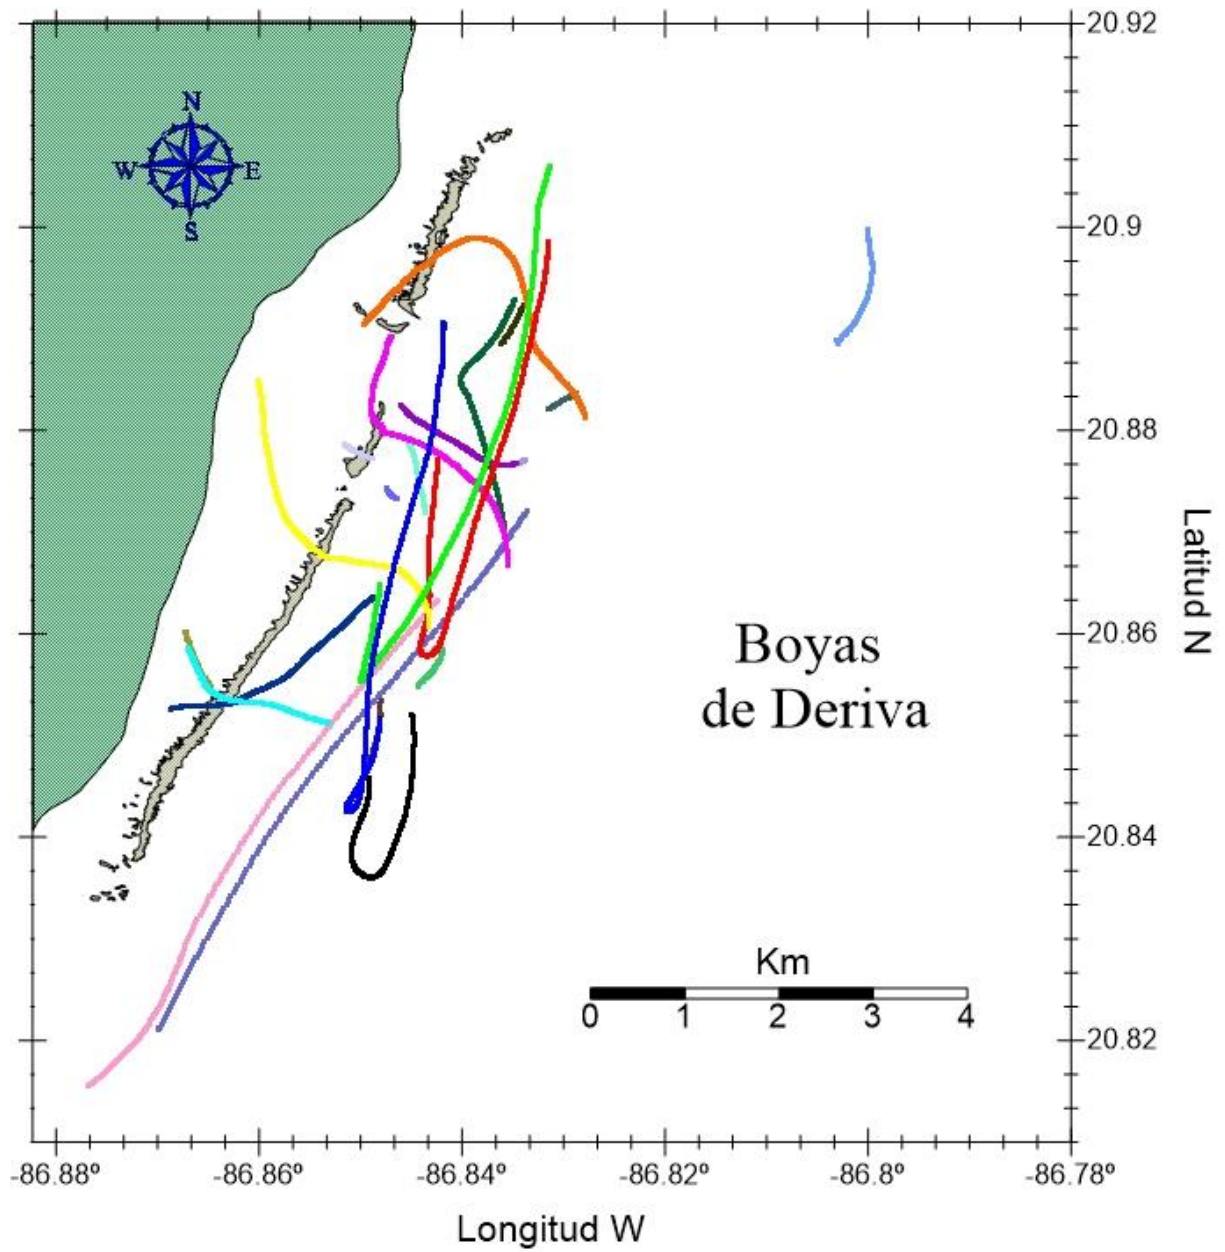 20.92
N
W
E
S
20.9
20.88
Latitud N
20.86
Boyas
de Deriva
20.84
Km
0 1 2 3 4
20.82
-86.88º -86.86º -86.84º -86.82º -86.8º -86.78º
Longitud W